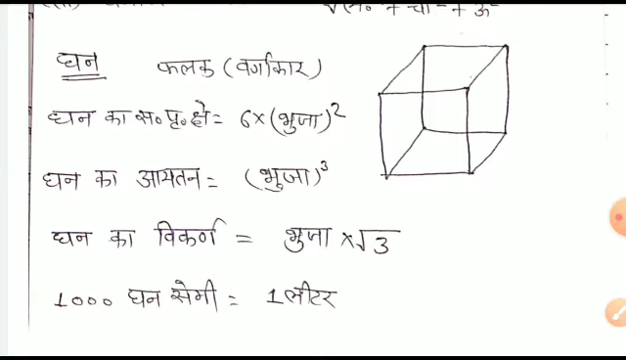 घन फलक (वर्गाकार)
घन का स० पृ० क्षे० = 6 × (भुजा)²
घन का आयतन = (भुजा)³
घन का विकर्ण = भुजा × √3
1000 घन सेमी = 1 लीटर